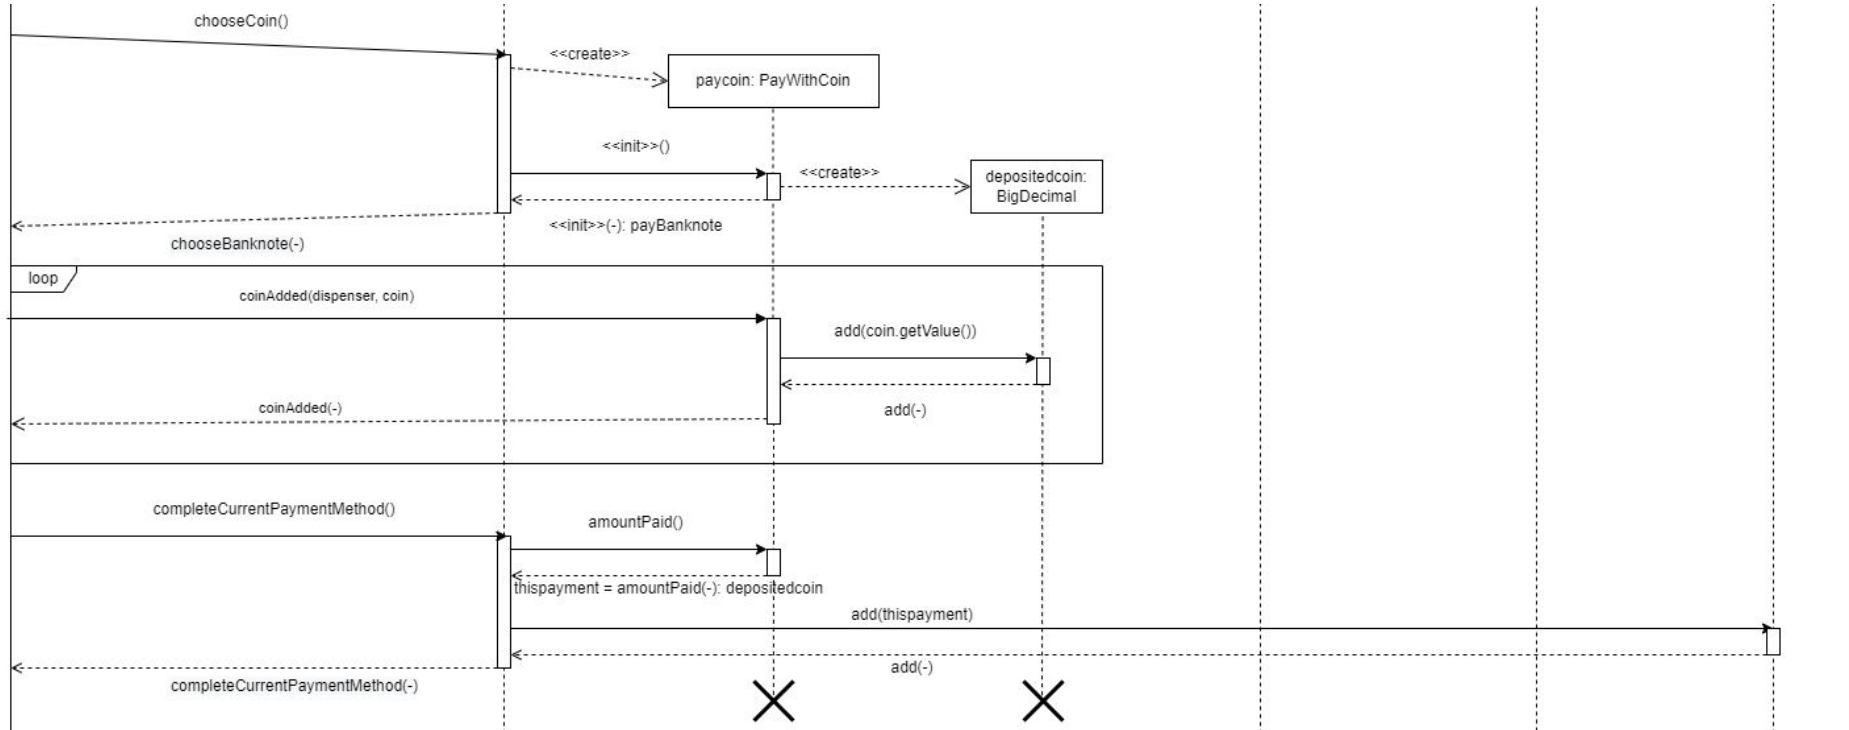 chooseCoin()
<<create>>
paycoin: PayWithCoin
<<init>>()
<<create>>
depositedcoin:
BigDecimal
<<init>>(-): payBanknote
chooseBanknote(-)
loop
coinAdded(dispenser, coin)
add(coin.getValue())
coinAdded(-)
add(-)
completeCurrentPaymentMethod()
amountPaid()
thispayment = amountPaid(-): depositedcoin
add(thispayment)
add(-)
completeCurrentPaymentMethod(-)